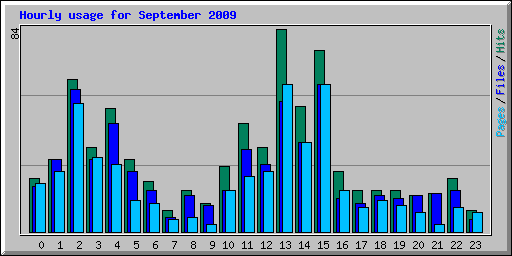 Hourly usage for September 2009
84
Pages / Files / Hits
0 1 2 3 4 5 6 7 8 9 10 11 12 13 14 15 16 17 18 19 20 21 22 23